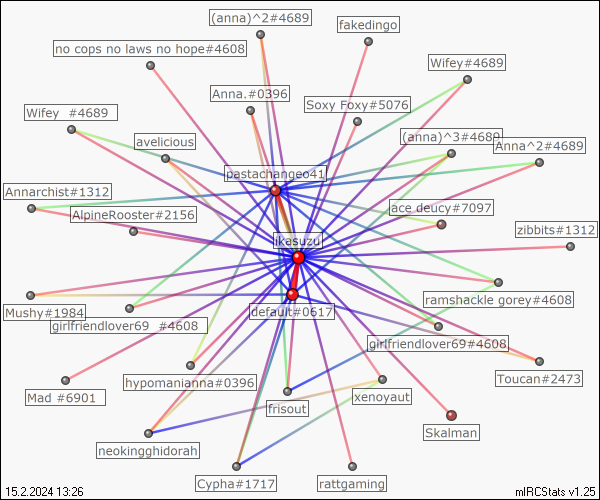 (anna)^2#4689
fakedingo
no cops no laws no hope#4608
Wifey#4689
Anna.#0396
Soxy Foxy#5076
Wifey  #4689
(anna)^3#4689
avelicious
Anna^2#4689
pastachangeo41
Annarchist#1312
AlpineRooster#2156
ace deucy#7097
zibbits#1312
likasuzu
ramshackle gorey#4608
Mushy#1984
default#0617
girlfriendlover69  #4608
girlfriendlover69#4608
Toucan#2473
hypomanianna#0396
Mad #6901
frisout
xenoyaut
Skalman
neokingghidorah
Cypha#1717
rattgaming
15.2.2024 13:26
mIRCStats v1.25